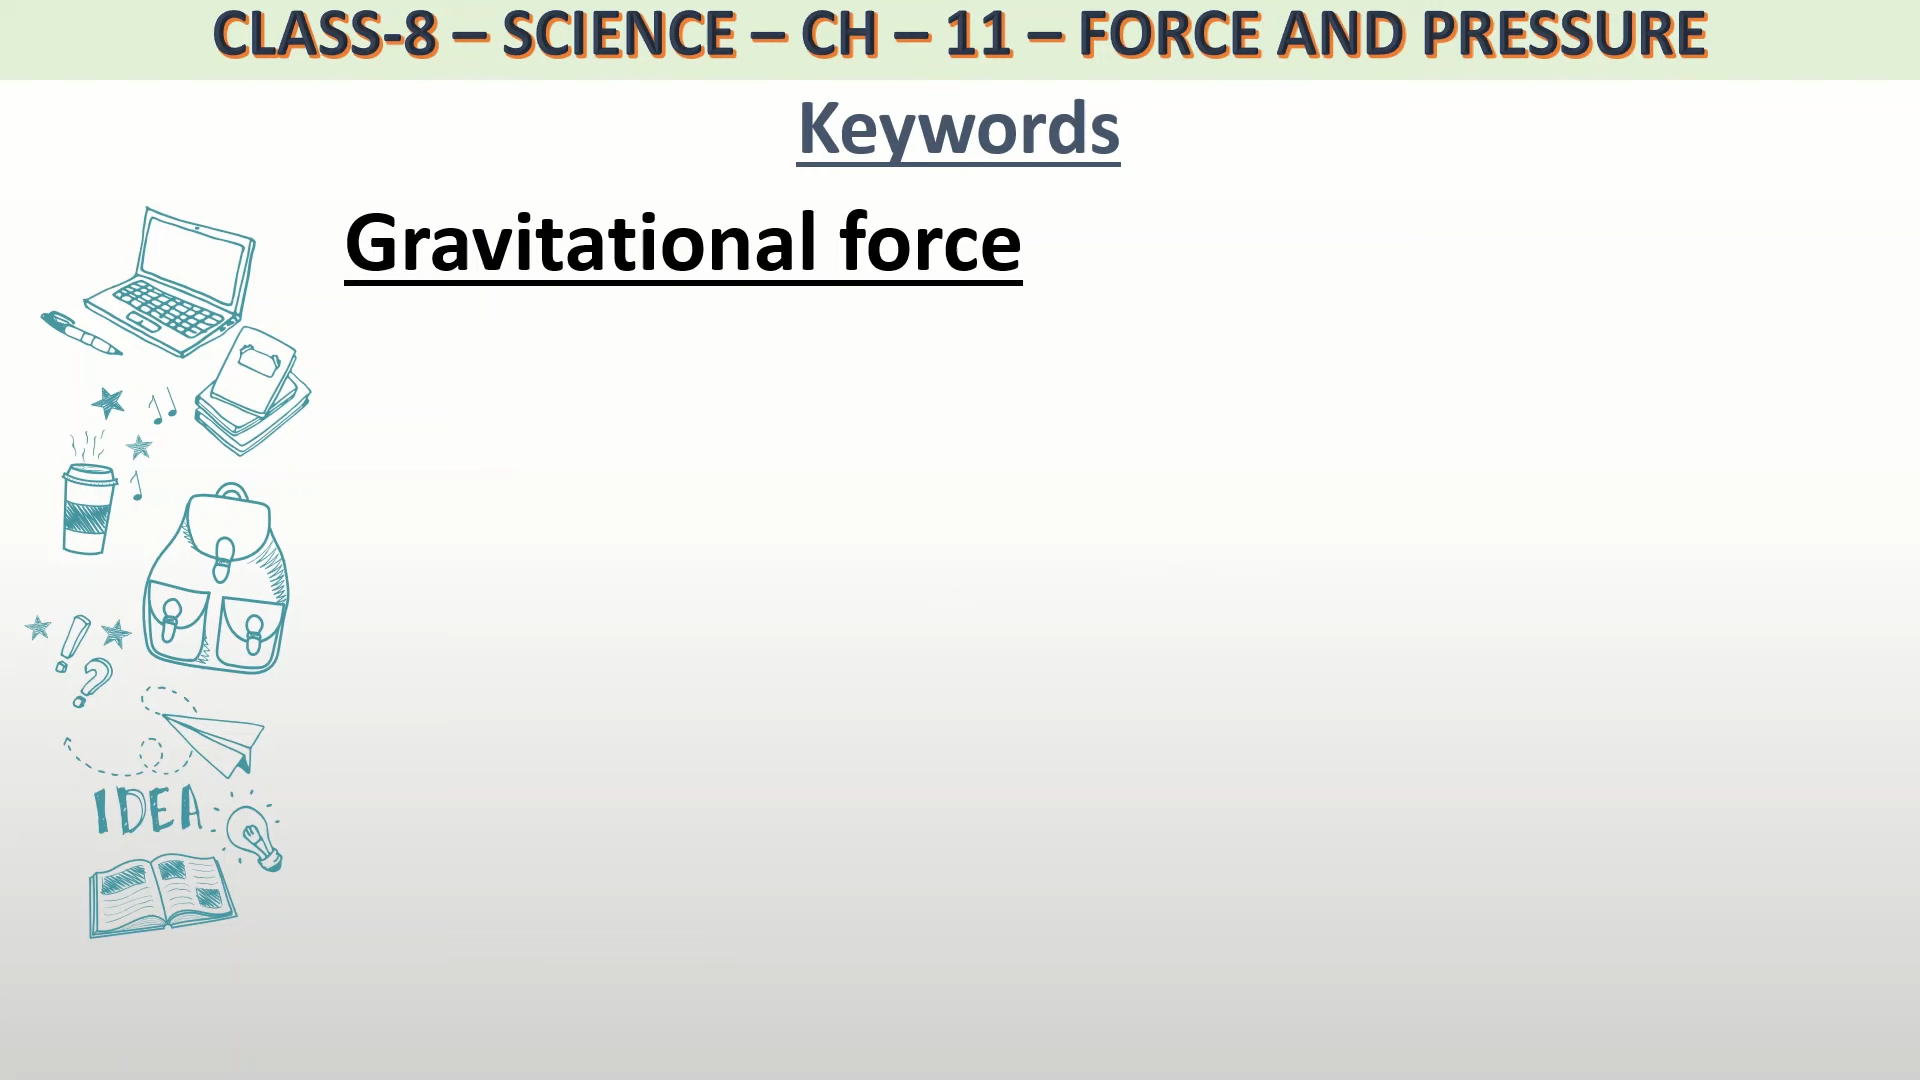 CLASS-8 – SCIENCE – CH – 11 – FORCE AND PRESSURE
Keywords
Gravitational force
IDEA